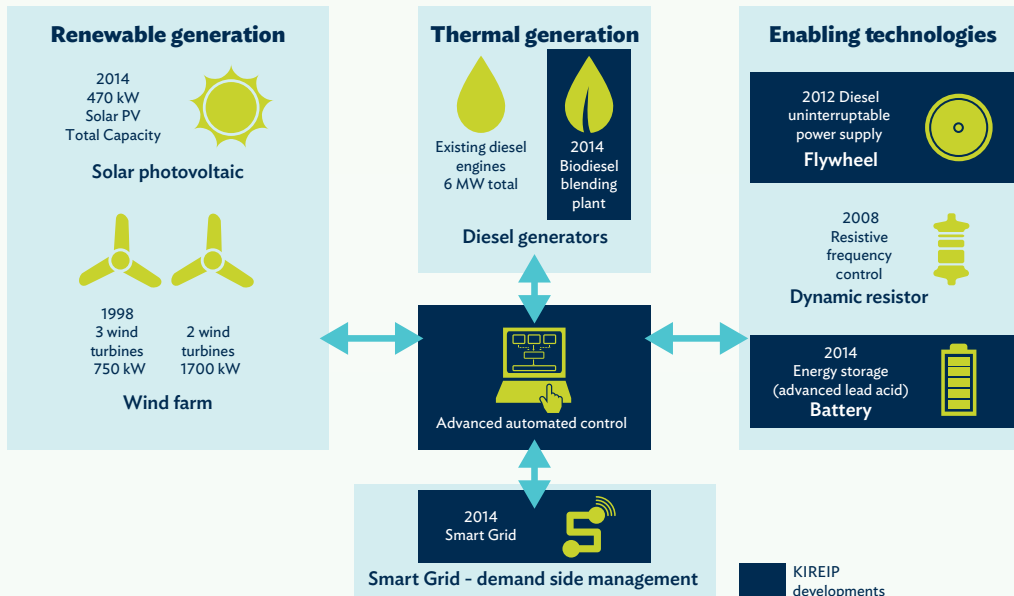 Renewable generation
2014
470 kW
Solar PV
Total Capacity
Solar photovoltaic
1998
3 wind
turbines
750 kW
2 wind
turbines
1700 kW
Wind farm
Thermal generation
Existing diesel
engines
6 MW total
2014
Biodiesel
blending
plant
Diesel generators
Advanced automated control
2014
Smart Grid
Smart Grid - demand side management
Enabling technologies
2012 Diesel
uninterruptable
power supply
Flywheel
2008
Resistive
frequency
control
Dynamic resistor
2014
Energy storage
(advanced lead acid)
Battery
KIREIP
developments